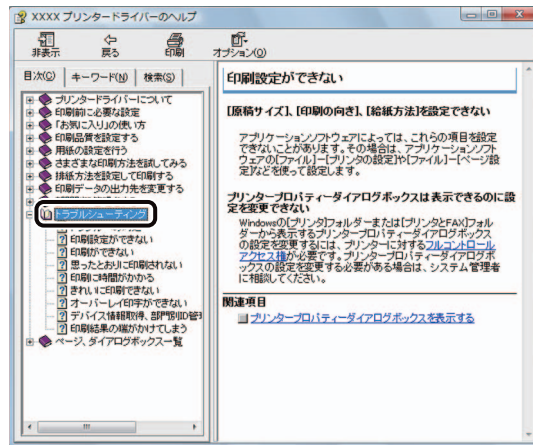 XXXX プリンタードライバーのヘルプ
非表示 戻る 印刷 オプション(O)
目次(C) キーワード(N) 検索(S)
プリンタードライバーについて
印刷前に必要な設定
「お気に入り」の使い方
印刷品質を設定する
用紙の設定を行う
さまざまな印刷方法を試してみる
排紙方法を設定して印刷する
印刷データの出力先を変更する
トラブルシューティング
印刷設定ができない
印刷ができない
思ったとおりに印刷されない
印刷に時間がかかる
きれいに印刷できない
オーバーレイ印字ができない
デバイス情報取得、部門別ID管
印刷結果の端がかけてしまう
ページ、ダイアログボックス一覧
印刷設定ができない
[原稿サイズ]、[印刷の向き]、[給紙方法]を設定できない
アプリケーションソフトウェアによっては、これらの項目を設定
できないことがあります。その場合は、アプリケーションソフト
ウェアの[ファイル]－[プリンタの設定]や[ファイル]－[ページ設
定]などを使って設定します。
プリンタープロパティーダイアログボックスは表示できるのに設
定を変更できない
Windowsの[プリンタ]フォルダーまたは[プリンタとFAX]フォル
ダーから表示するプリンタープロパティーダイアログボックス
の設定を変更するには、プリンターに対するフルコントロール
アクセス権が必要です。プリンタープロパティーダイアログボ
ックスの設定を変更する必要がある場合は、システム管理者
に相談してください。
関連項目
プリンタープロパティーダイアログボックスを表示する